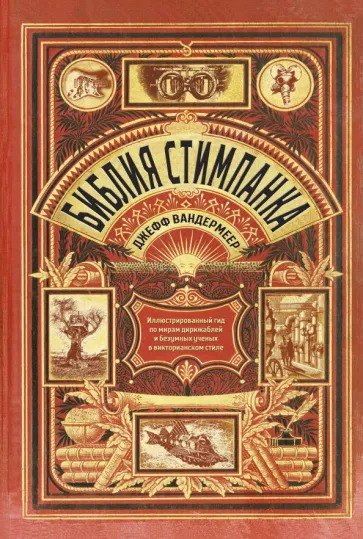 БИБЛИЯ СТИМПАНКА
ДЖЕФФ ВАНДЕРМЕЕР
Иллюстрированный гид
по мирам дирижаблей
и безумных ученых
в викторианском стиле